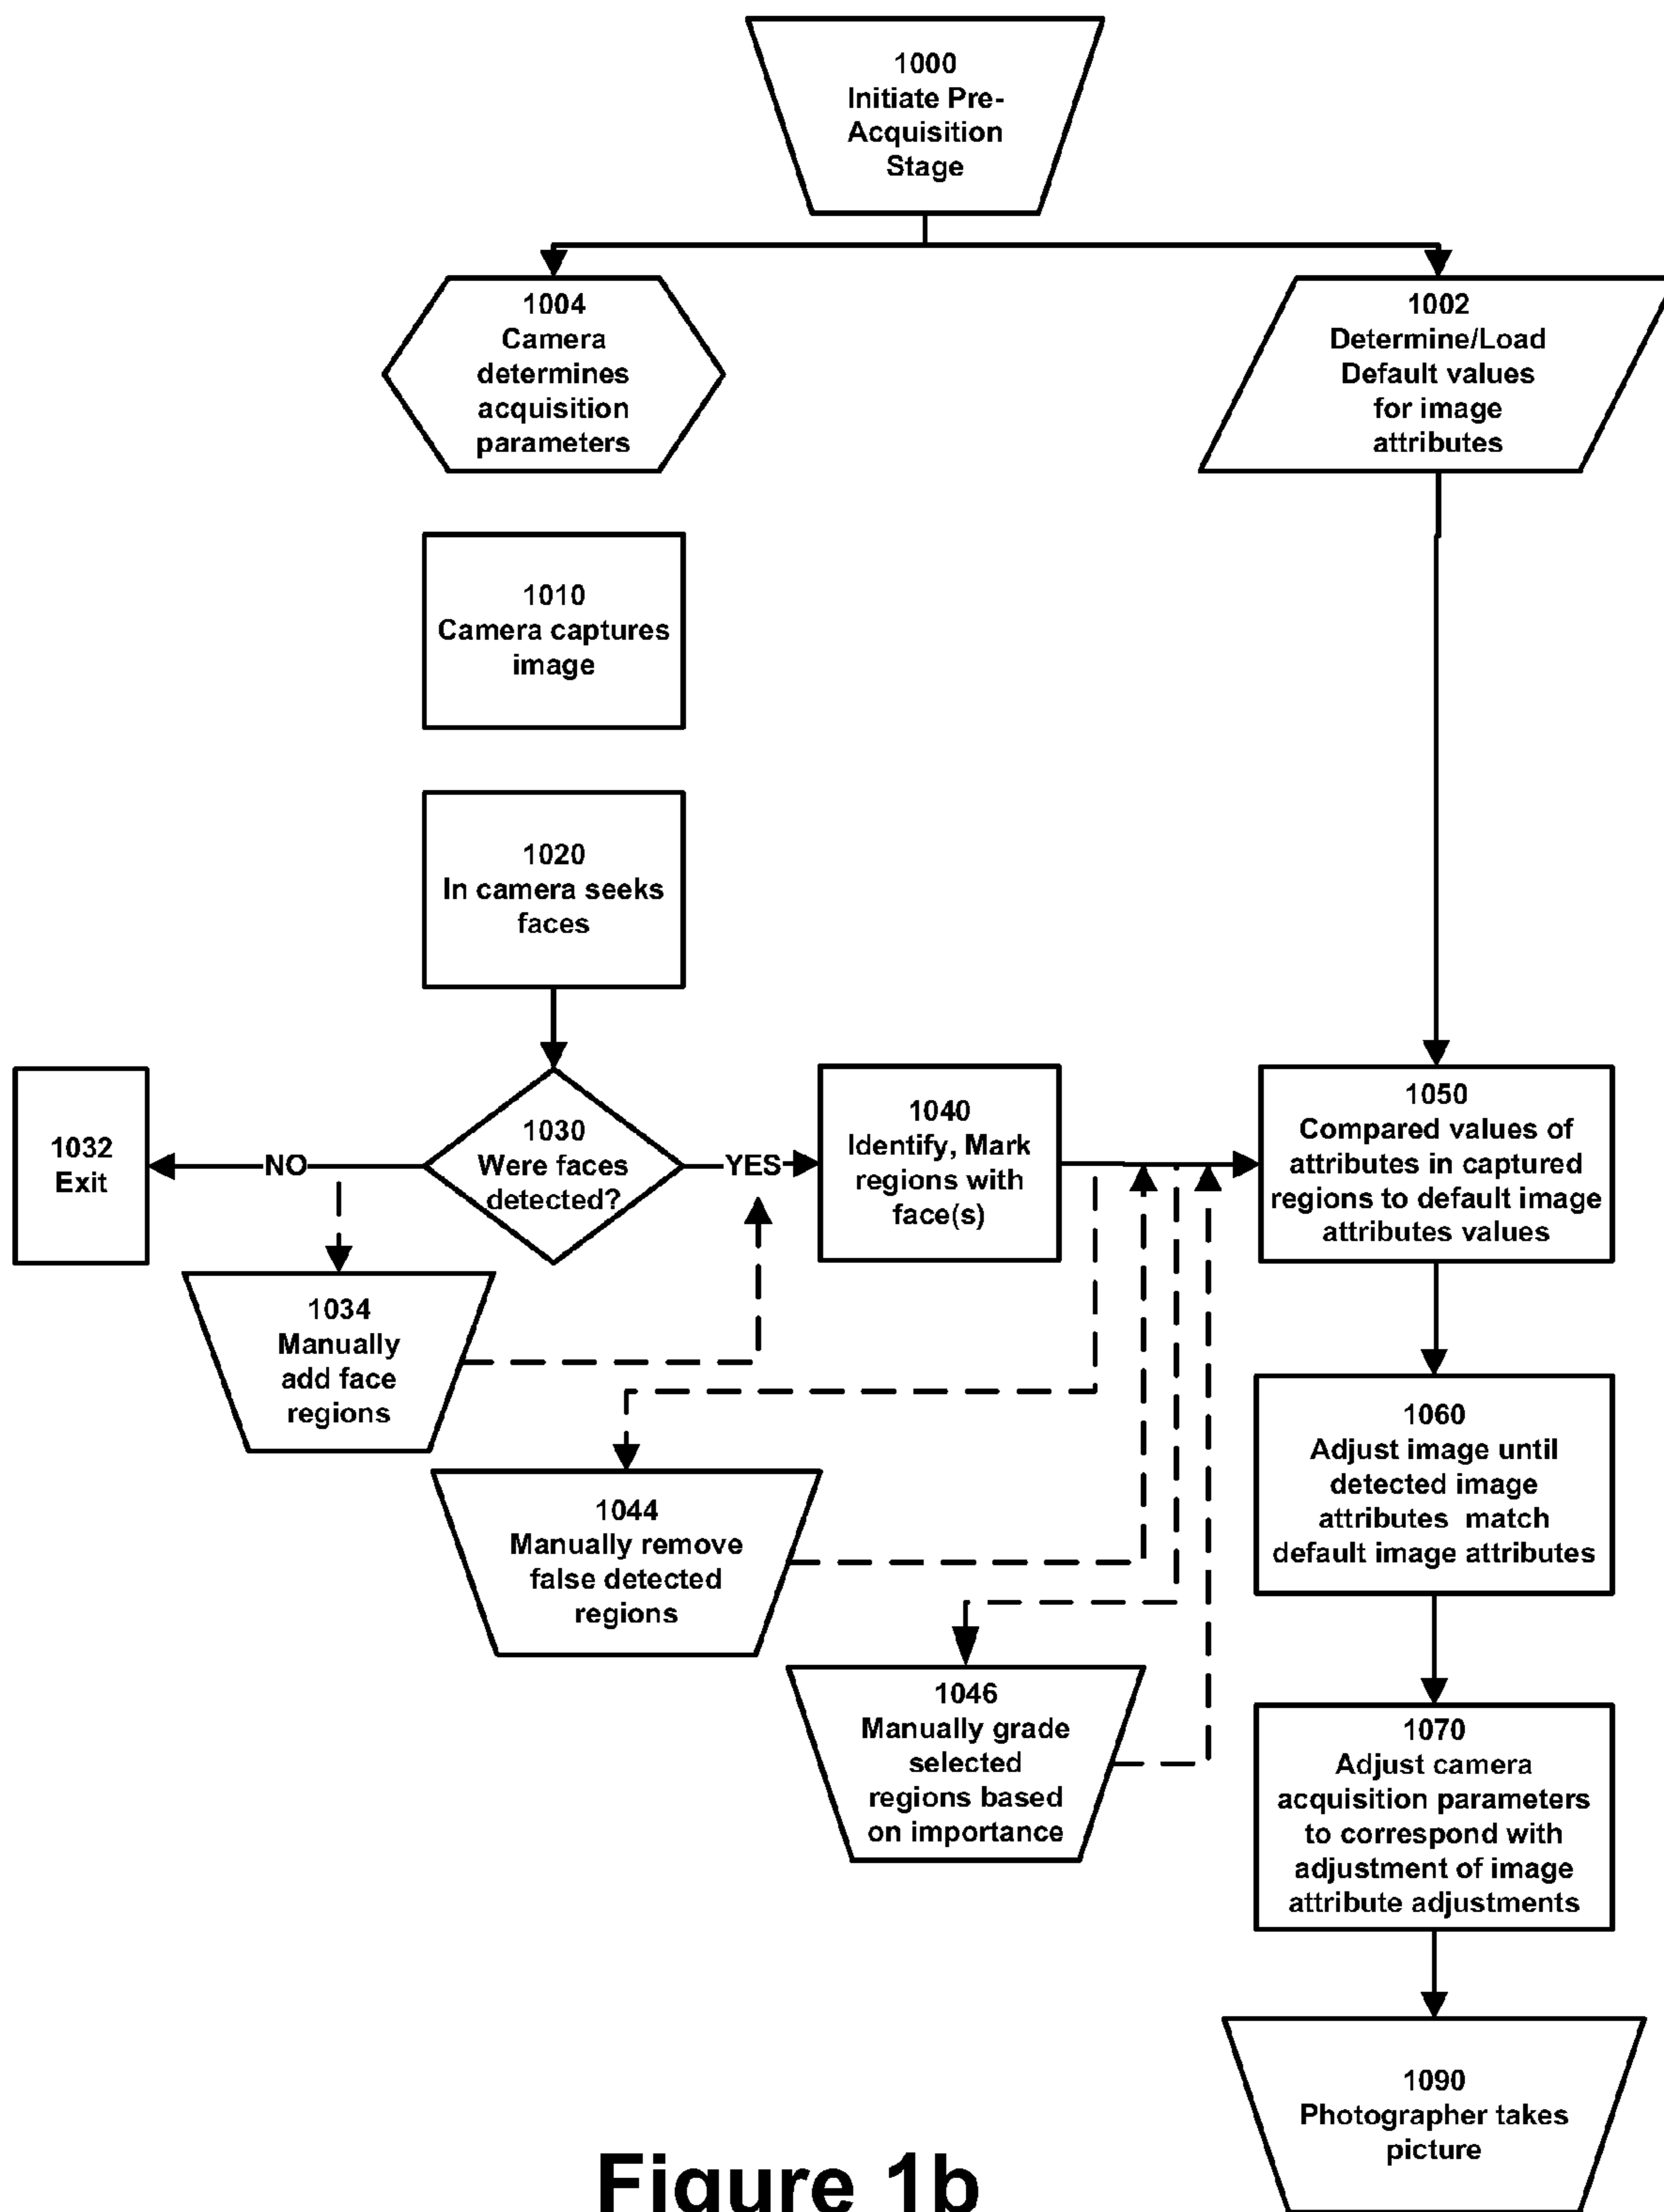 1000
Initiate Pre-
Acquisition
Stage
1004
Camera
determines
acquisition
parameters
1002
Determine/Load
Default values
for image
attributes
1010
Camera captures
image
1020
In camera seeks
faces
1032
Exit
NO
1030
Were faces
detected?
YES
1040
Identify, Mark
regions with
face(s)
1050
Compared values of
attributes in captured
regions to default image
attributes values
1034
Manually
add face
regions
1044
Manually remove
false detected
regions
1060
Adjust image until
detected image
attributes match
default image attributes
1046
Manually grade
selected
regions based
on importance
1070
Adjust camera
acquisition parameters
to correspond with
adjustment of image
attribute adjustments
1090
Photographer takes
picture
Figure 1b